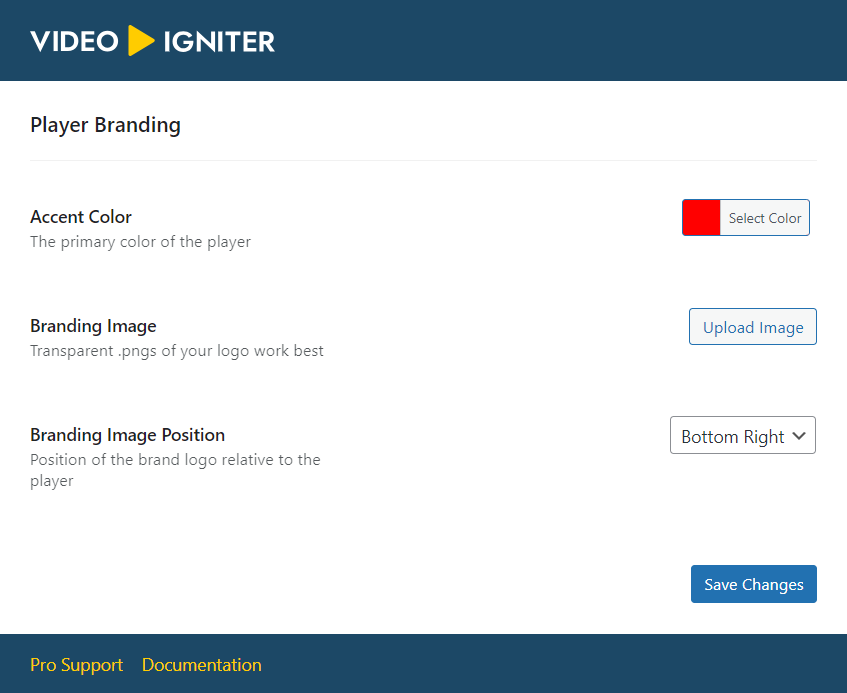 VIDEO IGNITER
Player Branding
Accent Color
The primary color of the player
Select Color
Branding Image
Transparent .pngs of your logo work best
Upload Image
Branding Image Position
Position of the brand logo relative to the
player
Bottom Right
Save Changes
Pro Support Documentation